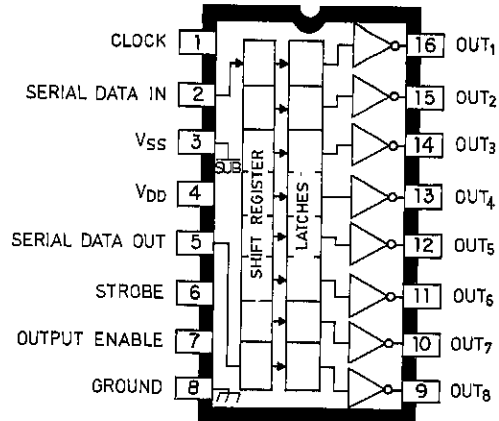 CLOCK 1
SERIAL DATA IN 2
VSS 3
SUB
VDD 4
SERIAL DATA OUT 5
STROBE 6
OUTPUT ENABLE 7
GROUND 8
SHIFT REGISTER
LATCHES
16 OUT1
15 OUT2
14 OUT3
13 OUT4
12 OUT5
11 OUT6
10 OUT7
9 OUT8